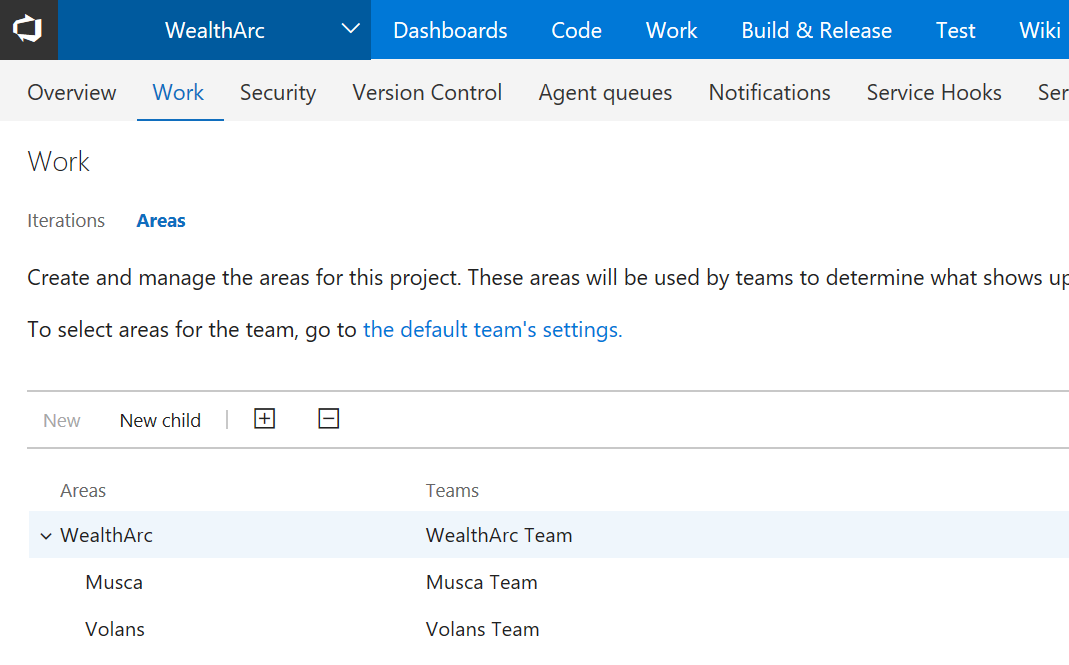 WealthArc Dashboards Code Work Build & Release Test Wiki
Overview Work Security Version Control Agent queues Notifications Service Hooks Ser
Work
Iterations Areas
Create and manage the areas for this project. These areas will be used by teams to determine what shows up
To select areas for the team, go to the default team's settings.
New New child
Areas Teams
WealthArc WealthArc Team
Musca Musca Team
Volans Volans Team